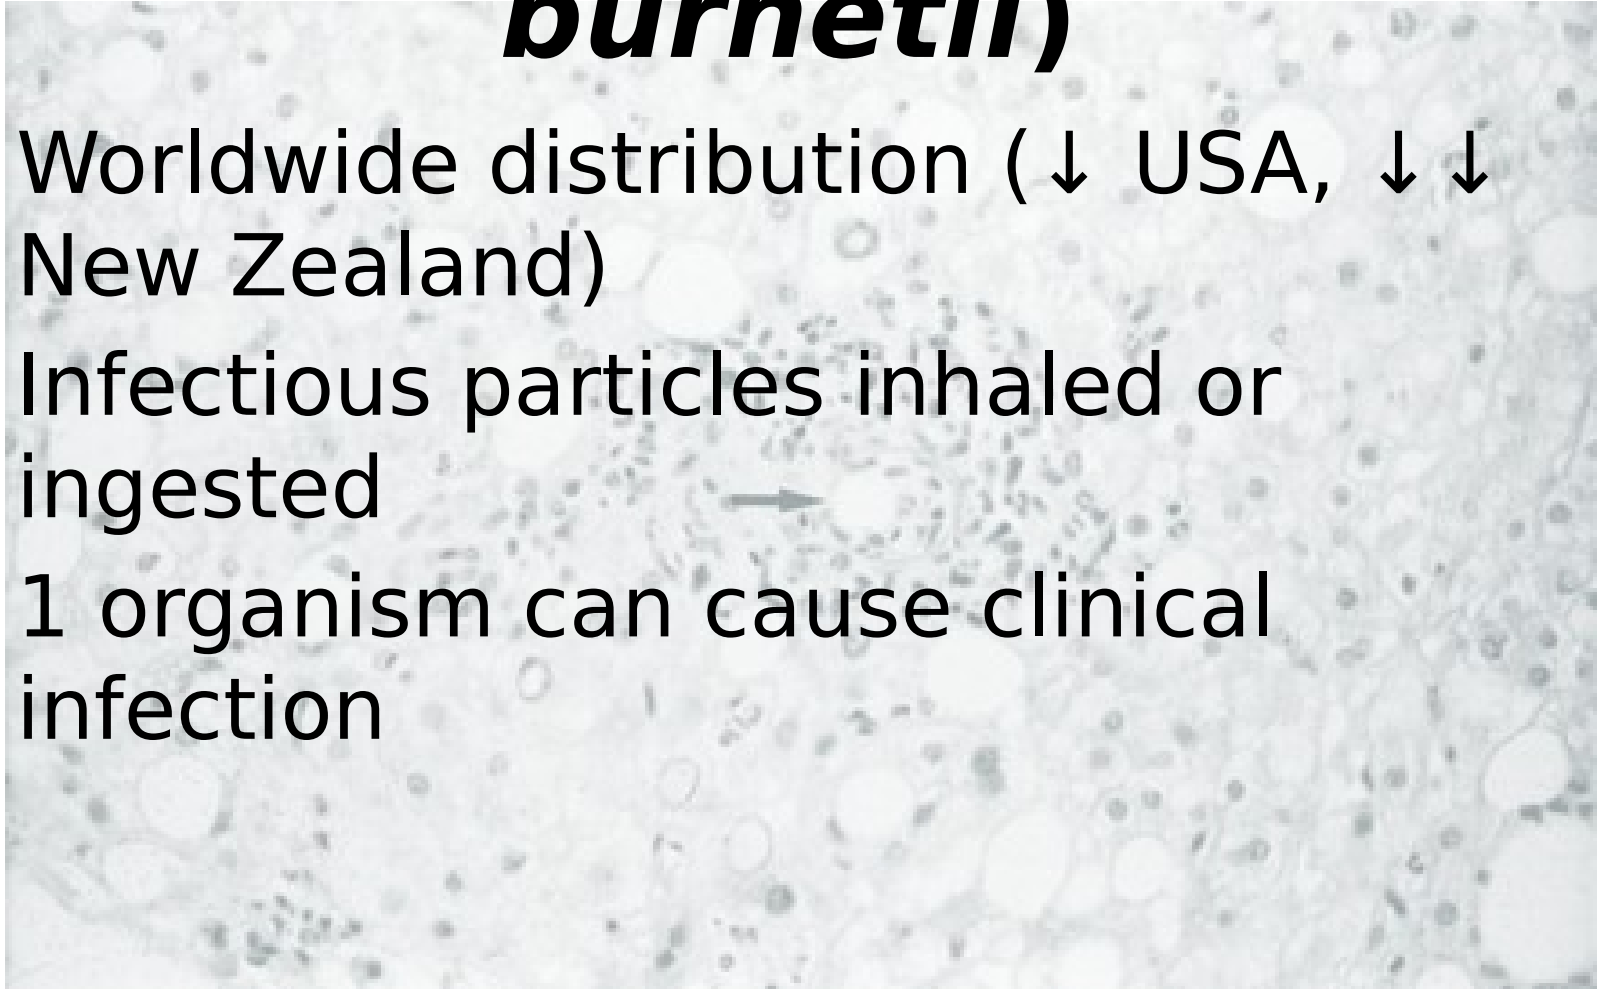 burnetii)
Worldwide distribution (↓ USA, ↓↓
New Zealand)
Infectious particles inhaled or
ingested
1 organism can cause clinical
infection